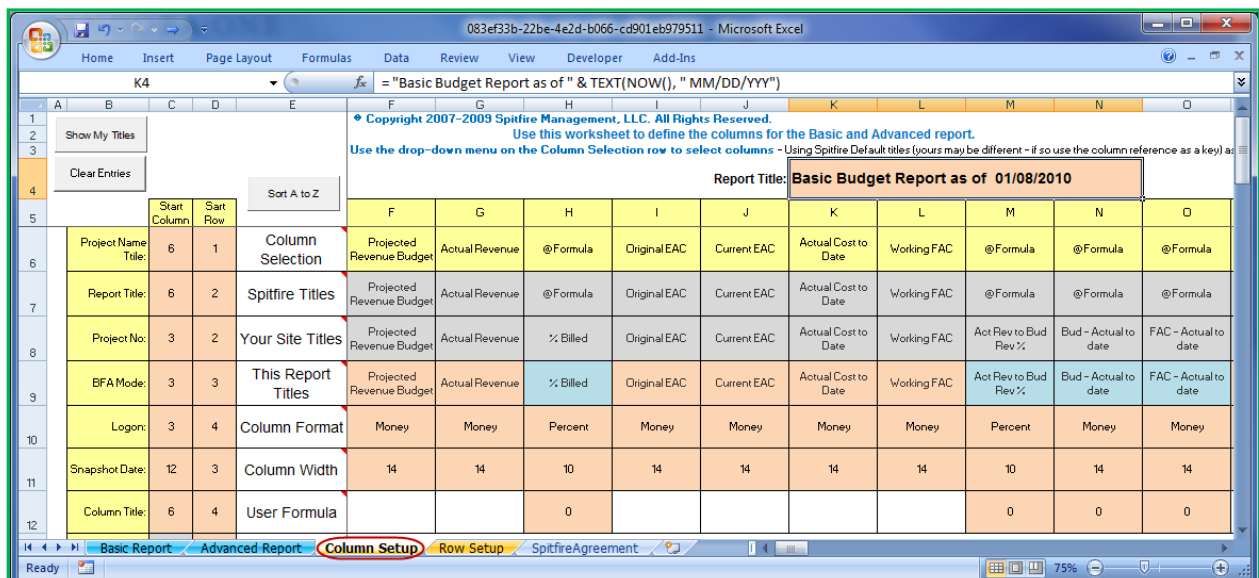 083ef33b-22be-4e2d-b066-cd901eb979511 - Microsoft Excel
Home Insert Page Layout Formulas Data Review View Developer Add-Ins
K4 fx = "Basic Budget Report as of " & TEXT(NOW(), " MM/DD/YYY")
A B C D E F G H I J K L M N O
1 Copyright 2007-2009 Spitfire Management, LLC. All Rights Reserved.
2 Show My Titles Use this worksheet to define the columns for the Basic and Advanced report.
3 Use the drop-down menu on the Column Selection row to select columns - Using Spitfire Default titles (yours may be different - if so use the column reference as a key) as
Clear Entries
4 Sort A to Z Report Title: Basic Budget Report as of 01/08/2010
5 Start Column Sart Row F G H I J K L M N O
6 Project Name Ttile: 6 1 Column Selection Projected Revenue Budget Actual Revenue @Formula Original EAC Current EAC Actual Cost to Date Working FAC @Formula @Formula @Formula
7 Report Title: 6 2 Spitfire Titles Projected Revenue Budget Actual Revenue @Formula Original EAC Current EAC Actual Cost to Date Working FAC @Formula @Formula @Formula
8 Project No: 3 2 Your Site Titles Projected Revenue Budget Actual Revenue % Billed Original EAC Current EAC Actual Cost to Date Working FAC Act Rev to Bud Rev % Bud - Actual to date FAC - Actual to date
9 BFA Mode: 3 3 This Report Titles Projected Revenue Budget Actual Revenue % Billed Original EAC Current EAC Actual Cost to Date Working FAC Act Rev to Bud Rev % Bud - Actual to date FAC - Actual to date
10 Logon: 3 4 Column Format Money Money Percent Money Money Money Money Percent Money Money
11 Snapshot Date: 12 3 Column Width 14 14 10 14 14 14 14 10 14 14
12 Column Title: 6 4 User Formula 0 0 0 0
Basic Report Advanced Report Column Setup Row Setup SpitfireAgreement
Ready 75%